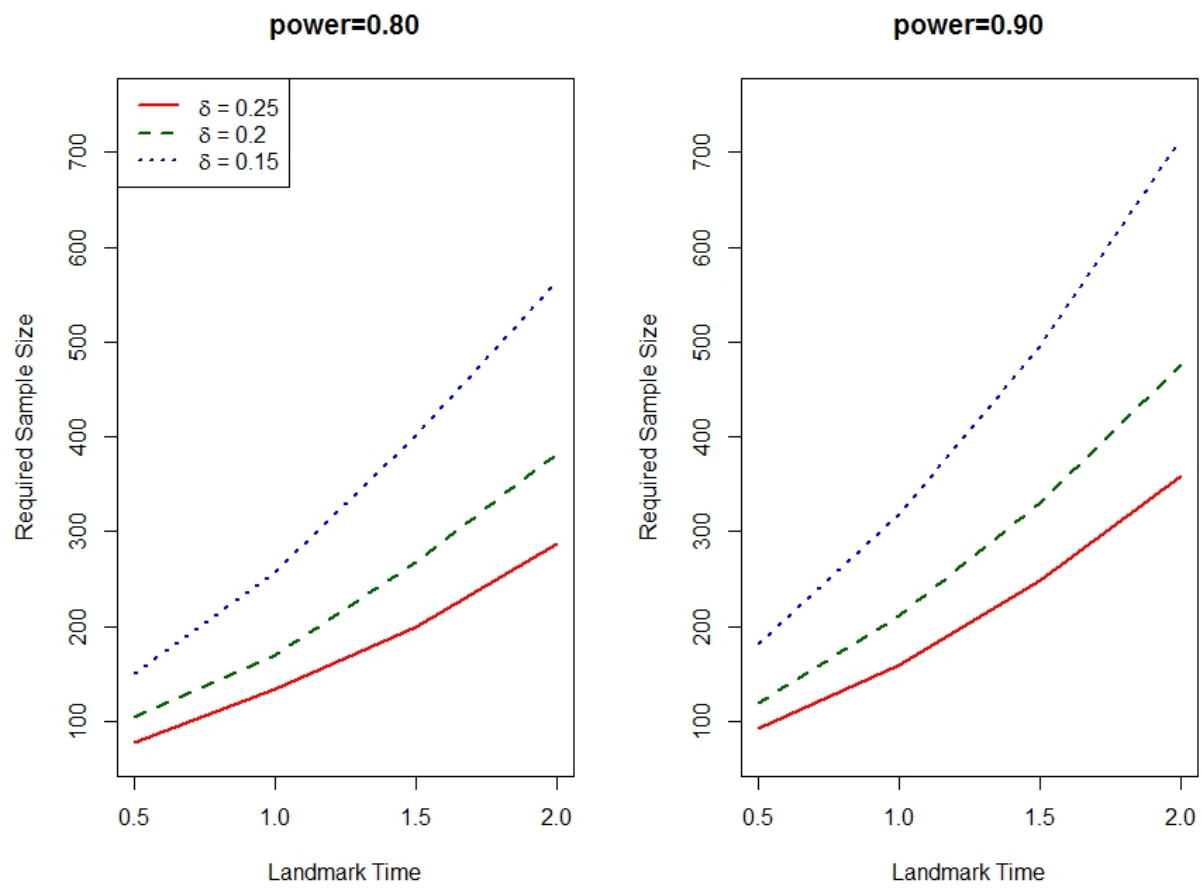 power=0.80
δ = 0.25
δ = 0.2
δ = 0.15
Required Sample Size
700
600
500
400
300
200
100
0.5 1.0 1.5 2.0
Landmark Time
power=0.90
Required Sample Size
700
600
500
400
300
200
100
0.5 1.0 1.5 2.0
Landmark Time